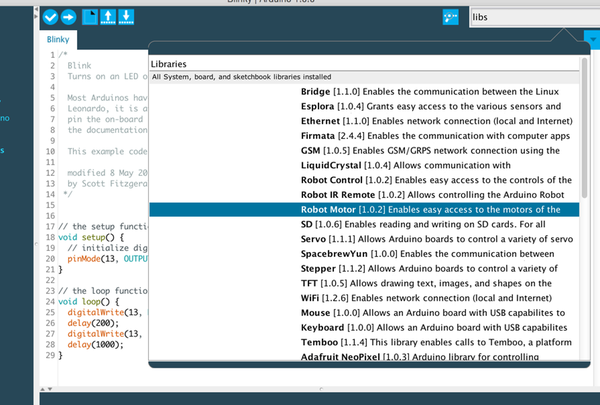 libs
Blinky
Libraries
All System, board, and sketchbook libraries installed
1 /*
2 Blink
3 Turns on an LED o
4
5 Most Arduinos hav
6 Leonardo, it is a
7 pin the on-board
8 the documentation
9
10 This example code
11
12 modified 8 May 20
13 by Scott Fitzgera
14 */
15
16
17 // the setup functi
18 void setup() {
19 // initialize dig
20 pinMode(13, OUTPU
21 }
22
23 // the loop functio
24 void loop() {
25 digitalWrite(13,
26 delay(200);
27 digitalWrite(13,
28 delay(1000);
29 }
Bridge [1.1.0] Enables the communication between the Linux
Esplora [1.0.4] Grants easy access to the various sensors and
Ethernet [1.1.0] Enables network connection (local and Internet)
Firmata [2.4.4] Enables the communication with computer apps
GSM [1.0.5] Enables GSM/GRPS network connection using the
LiquidCrystal [1.0.4] Allows communication with
Robot Control [1.0.2] Enables easy access to the controls of the
Robot IR Remote [1.0.2] Allows controlling the Arduino Robot
Robot Motor [1.0.2] Enables easy access to the motors of the
SD [1.0.6] Enables reading and writing on SD cards. For all
Servo [1.1.1] Allows Arduino boards to control a variety of servo
SpacebrewYun [1.0.0] Enables the communication between
Stepper [1.1.2] Allows Arduino boards to control a variety of
TFT [1.0.5] Allows drawing text, images, and shapes on the
WiFi [1.2.6] Enables network connection (local and Internet)
Mouse [1.0.0] Allows an Arduino board with USB capabilites to
Keyboard [1.0.0] Allows an Arduino board with USB capabilites
Temboo [1.1.4] This library enables calls to Temboo, a platform
Adafruit NeoPixel [1.0.3] Arduino library for controlling